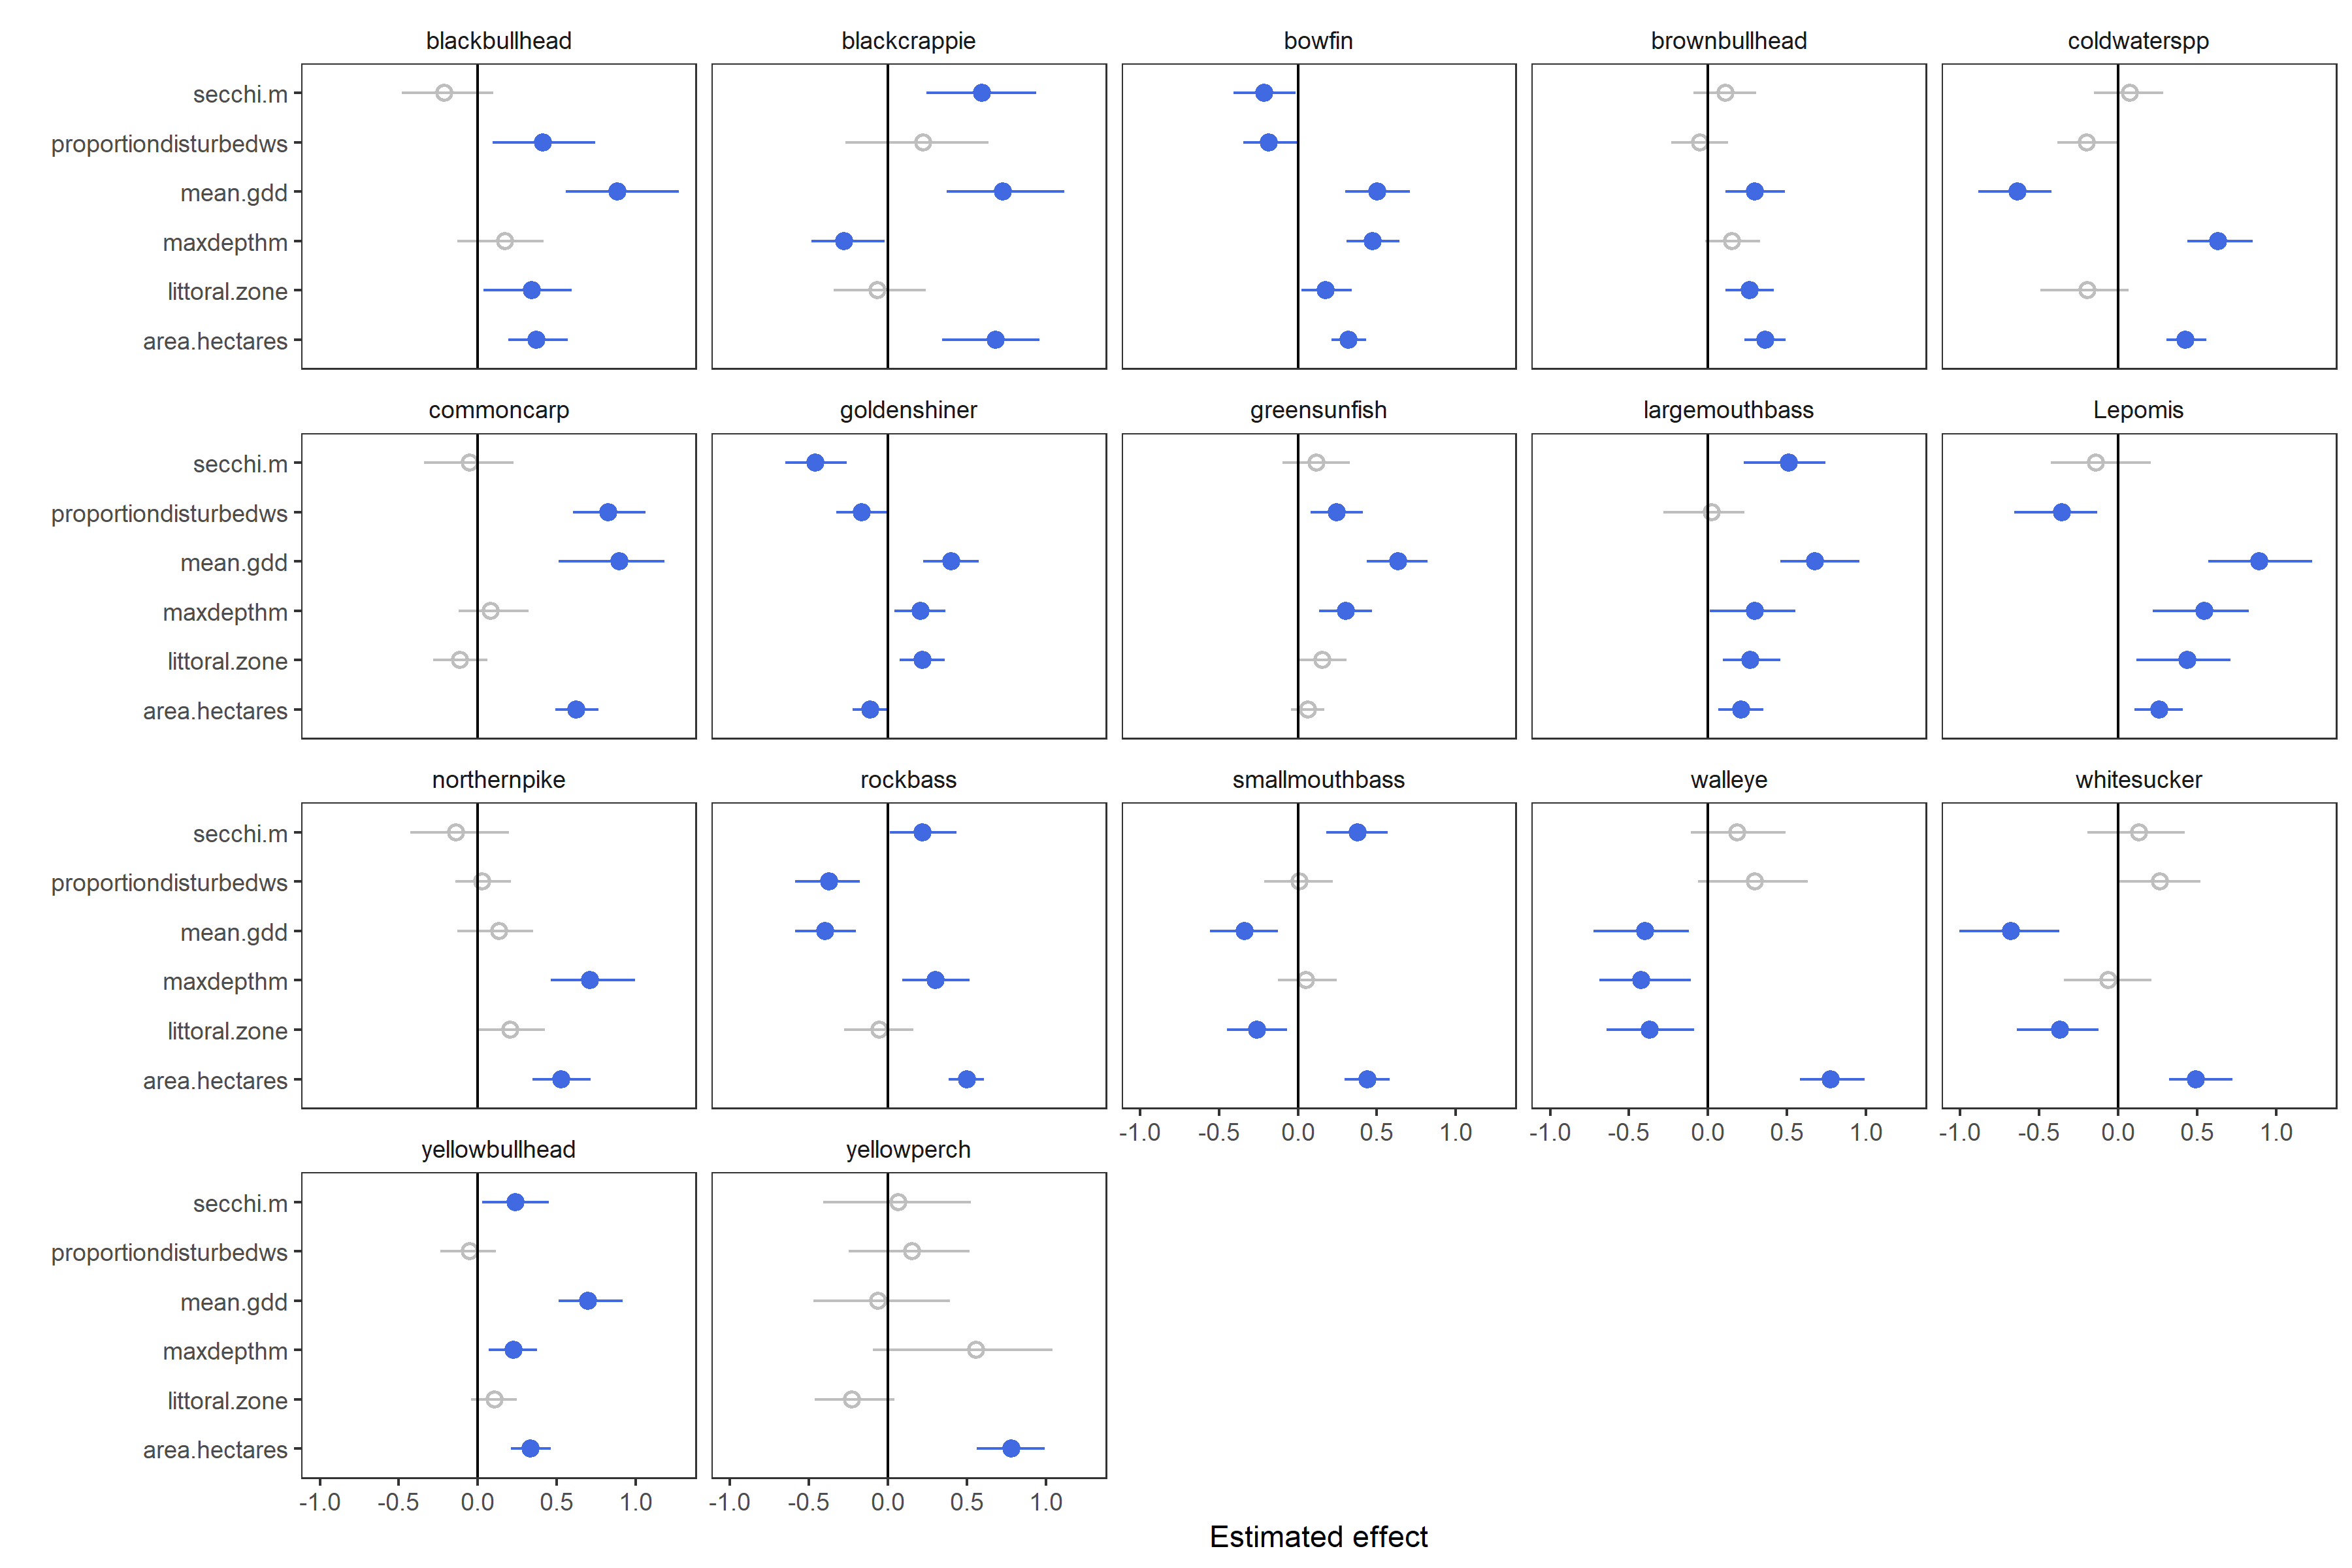 blackbullhead blackcrappie bowfin brownbullhead coldwaterspp
secchi.m
proportiondisturbedws
mean.gdd
maxdepthm
littoral.zone
area.hectares
commoncarp goldenshiner greensunfish largemouthbass Lepomis
secchi.m
proportiondisturbedws
mean.gdd
maxdepthm
littoral.zone
area.hectares
northernpike rockbass smallmouthbass walleye whitesucker
secchi.m
proportiondisturbedws
mean.gdd
maxdepthm
littoral.zone
area.hectares
-1.0 -0.5 0.0 0.5 1.0 -1.0 -0.5 0.0 0.5 1.0 -1.0 -0.5 0.0 0.5 1.0
yellowbullhead yellowperch
secchi.m
proportiondisturbedws
mean.gdd
maxdepthm
littoral.zone
area.hectares
-1.0 -0.5 0.0 0.5 1.0 -1.0 -0.5 0.0 0.5 1.0
Estimated effect